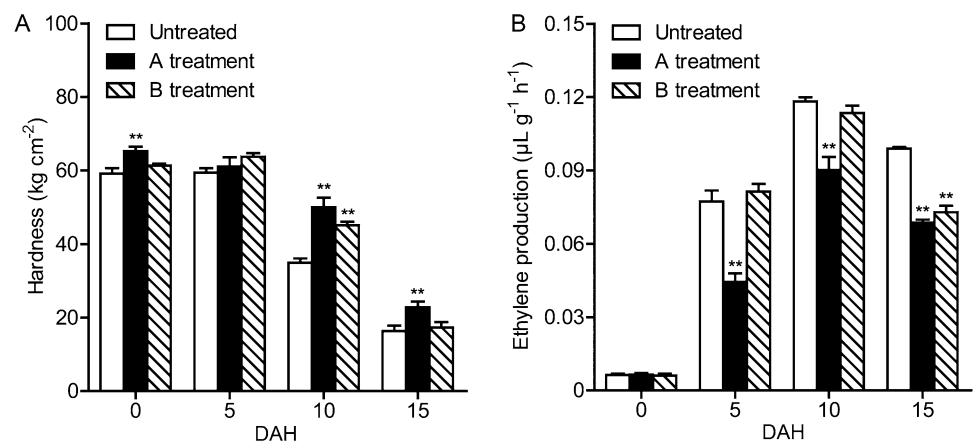 A
Hardness (kg cm-2)
100
80
60
40
20
0
Untreated
A treatment
B treatment
**
**
**
**
0 5 10 15
DAH
B
Ethylene production (µL g-1 h-1)
0.15
0.12
0.09
0.06
0.03
0
Untreated
A treatment
B treatment
**
**
**
**
0 5 10 15
DAH